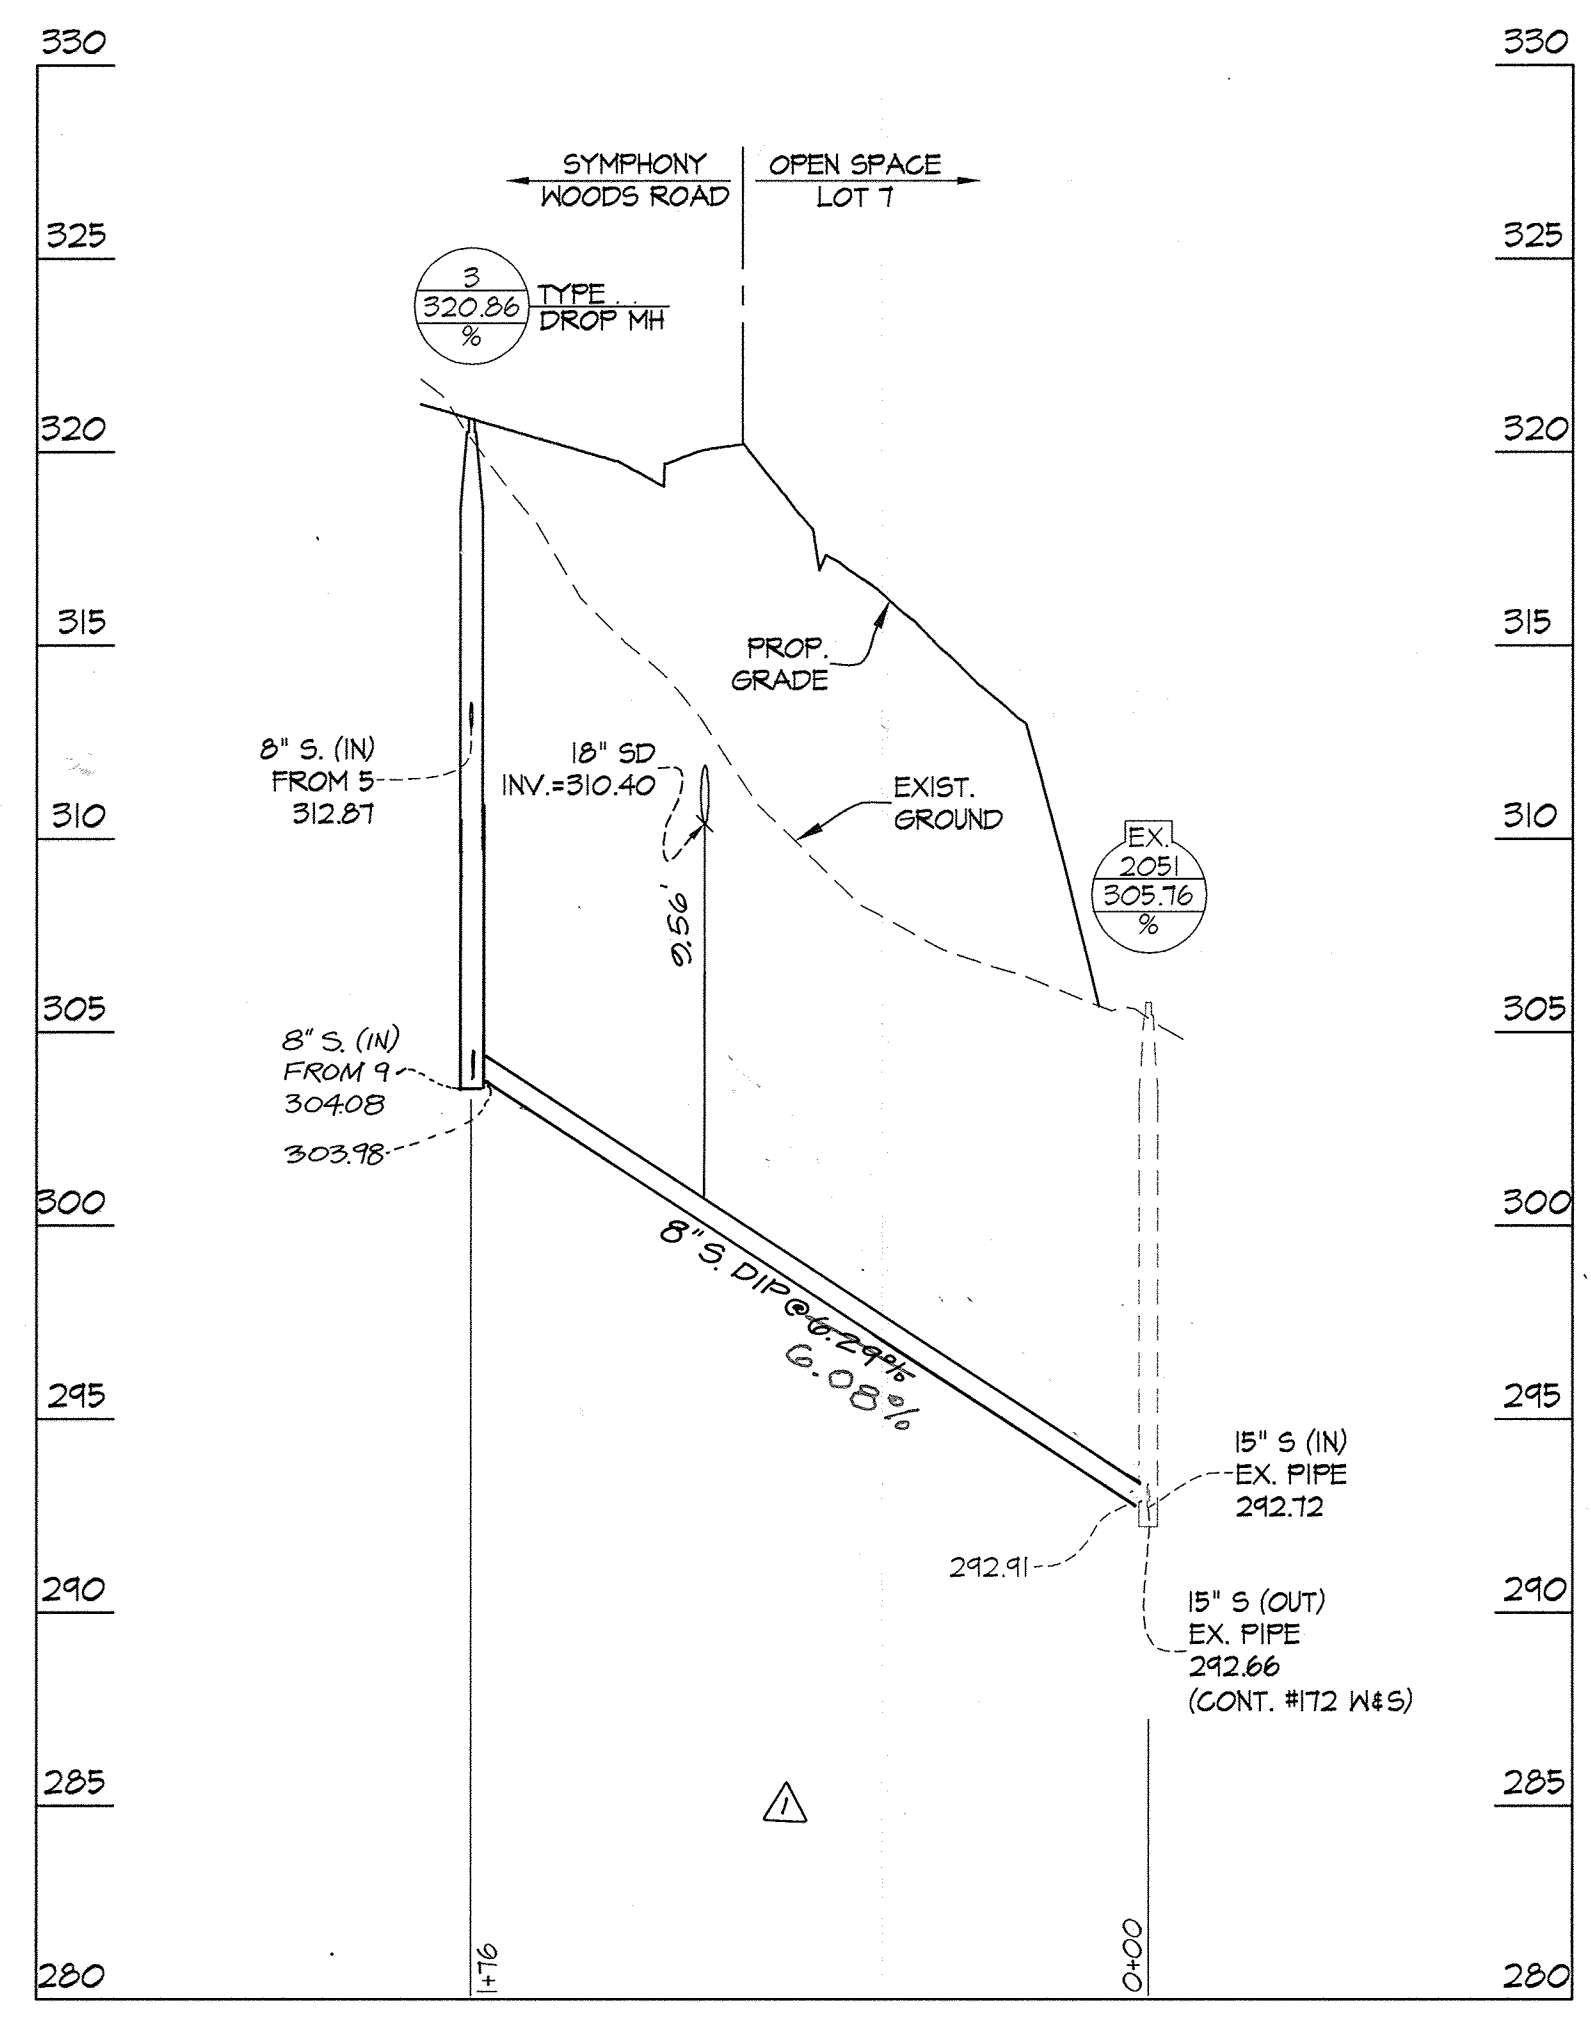 330
330
SYMPHONY
WOODS ROAD
OPEN SPACE
LOT 7
325
325
3
320.86
%
TYPE
DROP MH
320
320
315
315
PROP.
GRADE
8" S. (IN)
FROM 5
312.87
18" SD
INV.=310.40
EXIST.
GROUND
310
310
EX.
2051
305.76
%
9.56'
305
305
8" S. (IN)
FROM 9
304.08
303.98
300
300
8" S. DIP @ 6.29%
6.08%
295
295
15" S (IN)
EX. PIPE
292.72
292.91
290
290
15" S (OUT)
EX. PIPE
292.66
(CONT. #172 W&S)
285
285
1
1+76
0+00
280
280